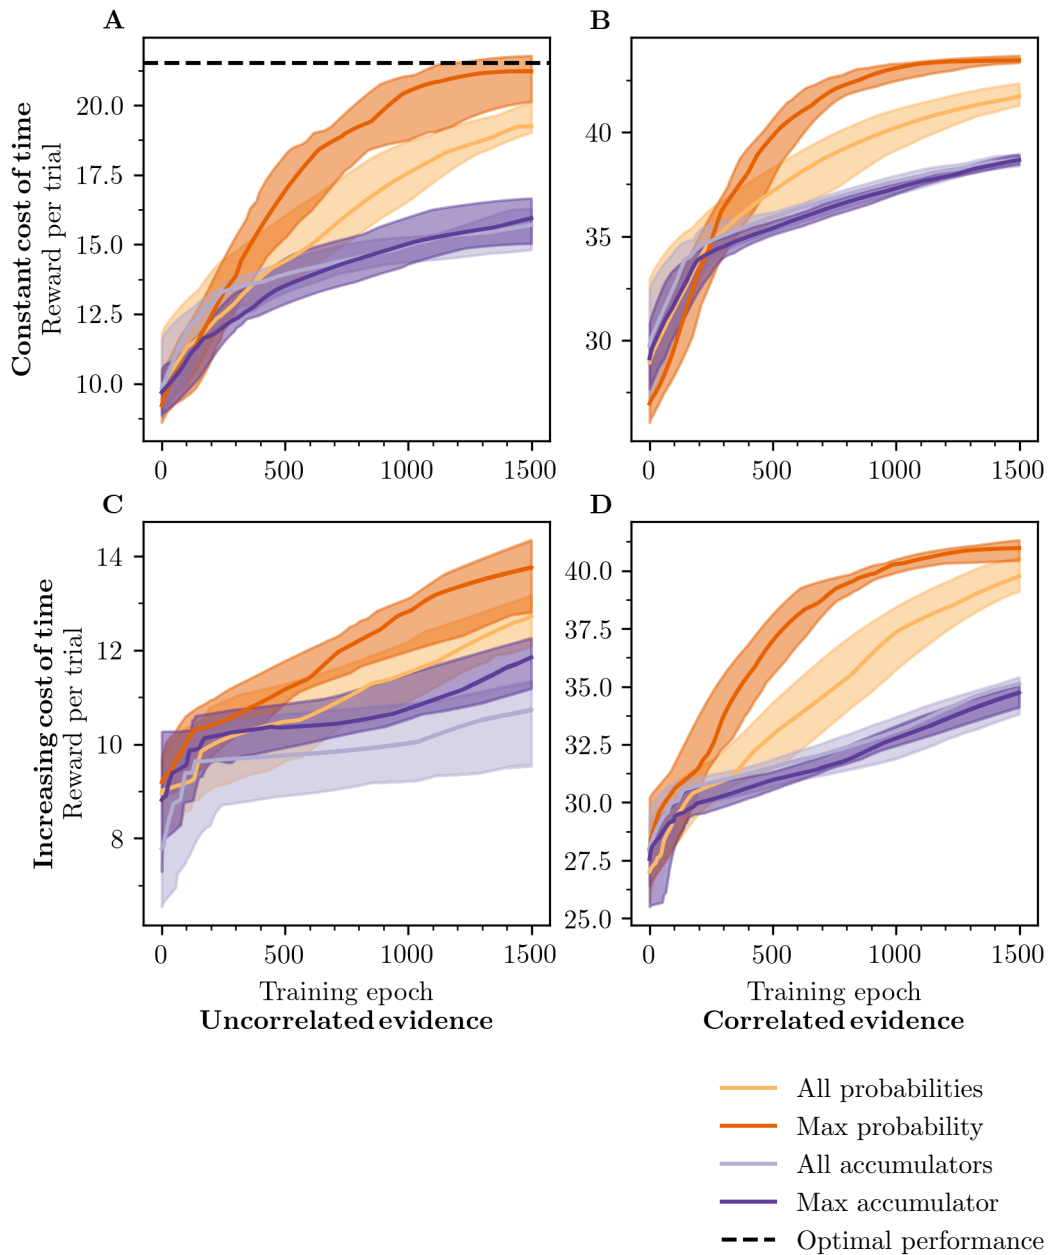 A
B
Constant cost of time
Reward per trial
20.0
17.5
15.0
12.5
10.0
0
500
1000
1500
40
35
30
0
500
1000
1500
C
D
Increasing cost of time
Reward per trial
14
12
10
8
0
500
1000
1500
Training epoch
Uncorrelated evidence
40.0
37.5
35.0
32.5
30.0
27.5
25.0
0
500
1000
1500
Training epoch
Correlated evidence
All probabilities
Max probability
All accumulators
Max accumulator
Optimal performance